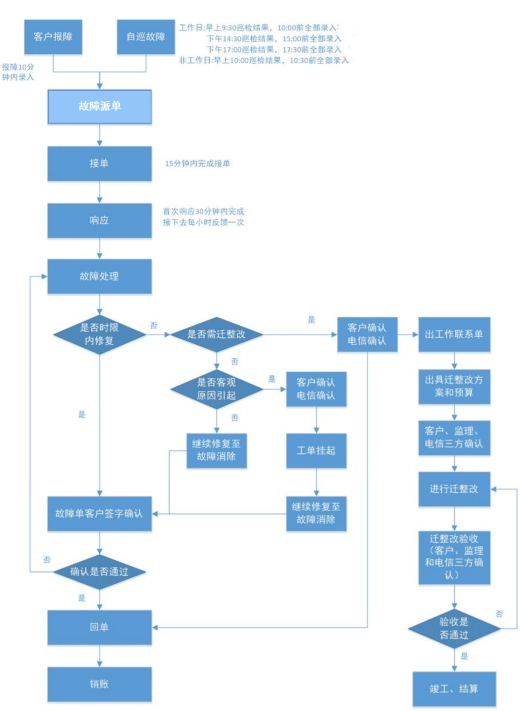 客户报障
自巡故障
工作日:早上9:30巡检结果，10:00前全部录入;
下午14:30巡检结果，15:00前全部录入
下午17:00巡检结果，17:30前全部录入
非工作日:早上10:00巡检结果，10:30前全部录入
报障10分
钟内录入
故障派单
接单
15分钟内完成接单
响应
首次响应30分钟内完成
接下去每小时反馈一次
故障处理
是否时限
内修复
否
是否需迁整改
是
客户确认
电信确认
出工作联系单
否
是否客观
原因引起
是
客户确认
电信确认
出具迁整改方
案和预算
是
否
客户、监理、
电信三方确认
继续修复至
故障消除
工单挂起
进行迁整改
故障单客户签字确认
继续修复至
故障消除
迁整改验收
（客户、监理
和电信三方确
认）
否
确认是否通过
是
回单
验收是
否通过
否
是
销账
竣工、结算